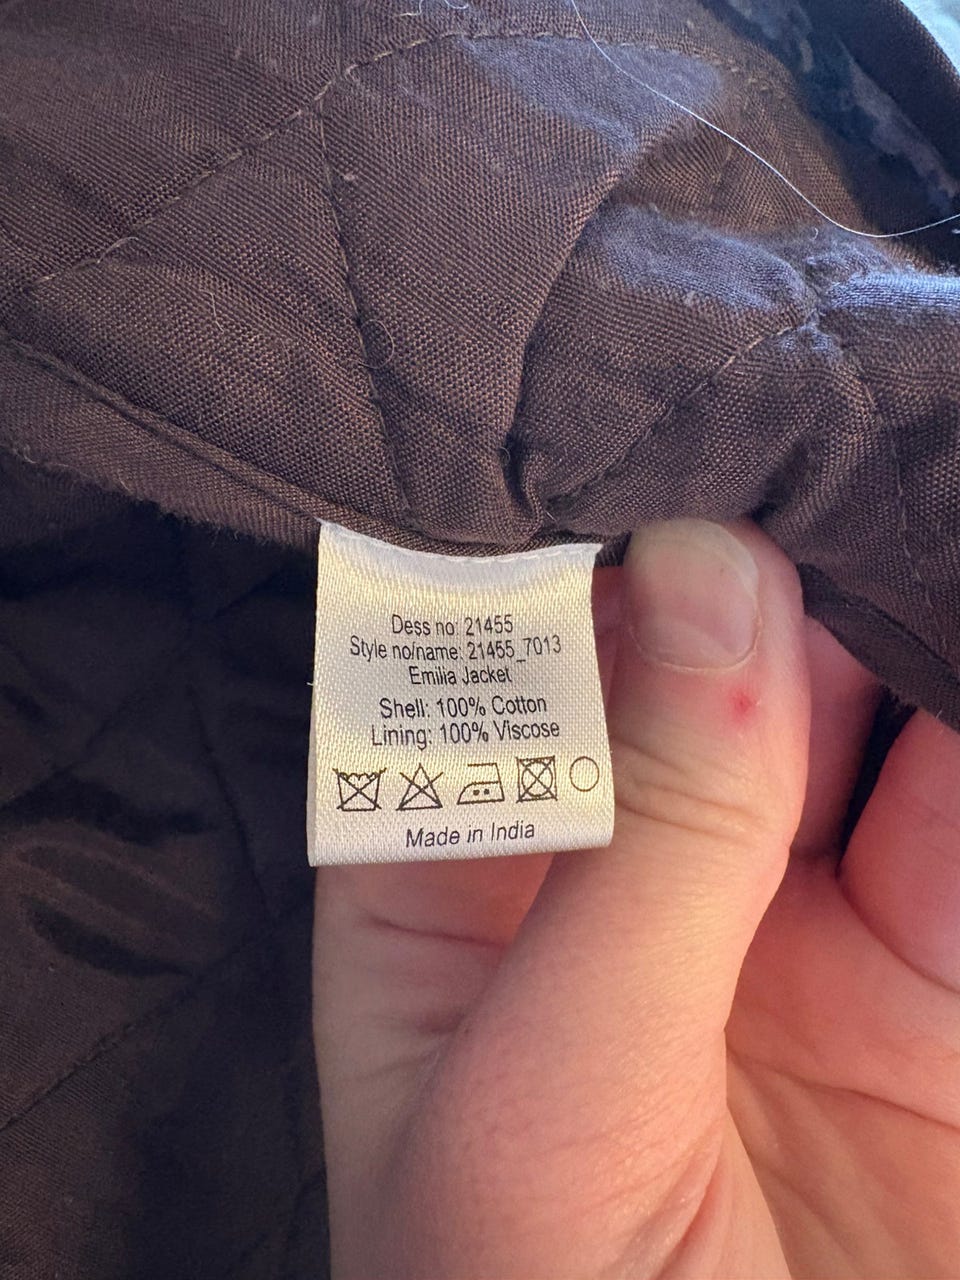 Dess no: 21455
Style no/name: 21455_7013
Emilia Jacket
Shell: 100% Cotton
Lining: 100% Viscose
Made in India